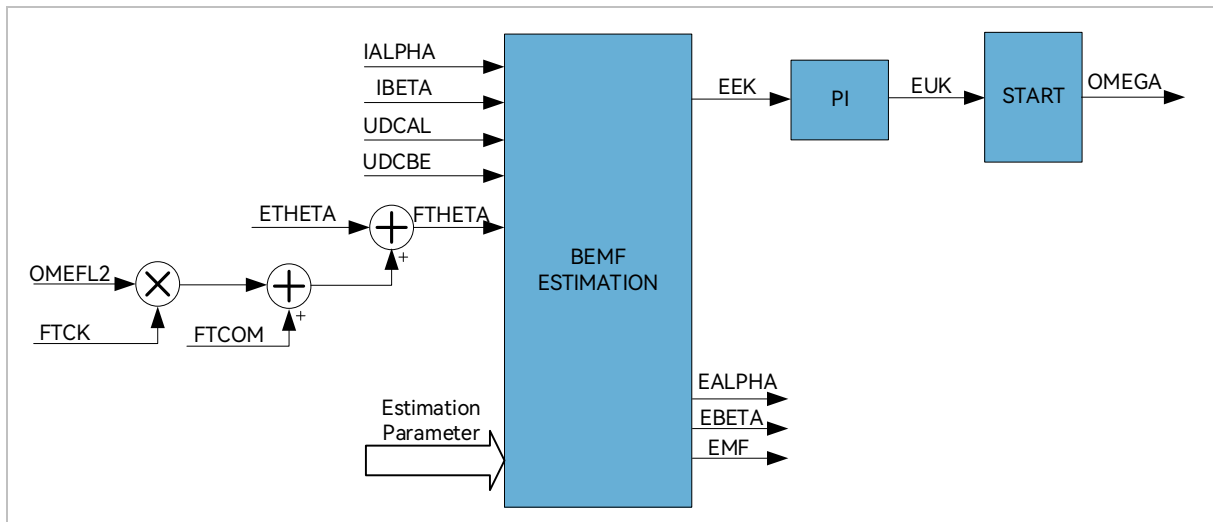 IALPHA
IBETA
UDCAL
UDCBE
ETHETA
FTHETA
+
OMEFL2
FTCK
FTCOM
+
Estimation
Parameter
BEMF
ESTIMATION
EEK
PI
EUK
START
OMEGA
EALPHA
EBETA
EMF